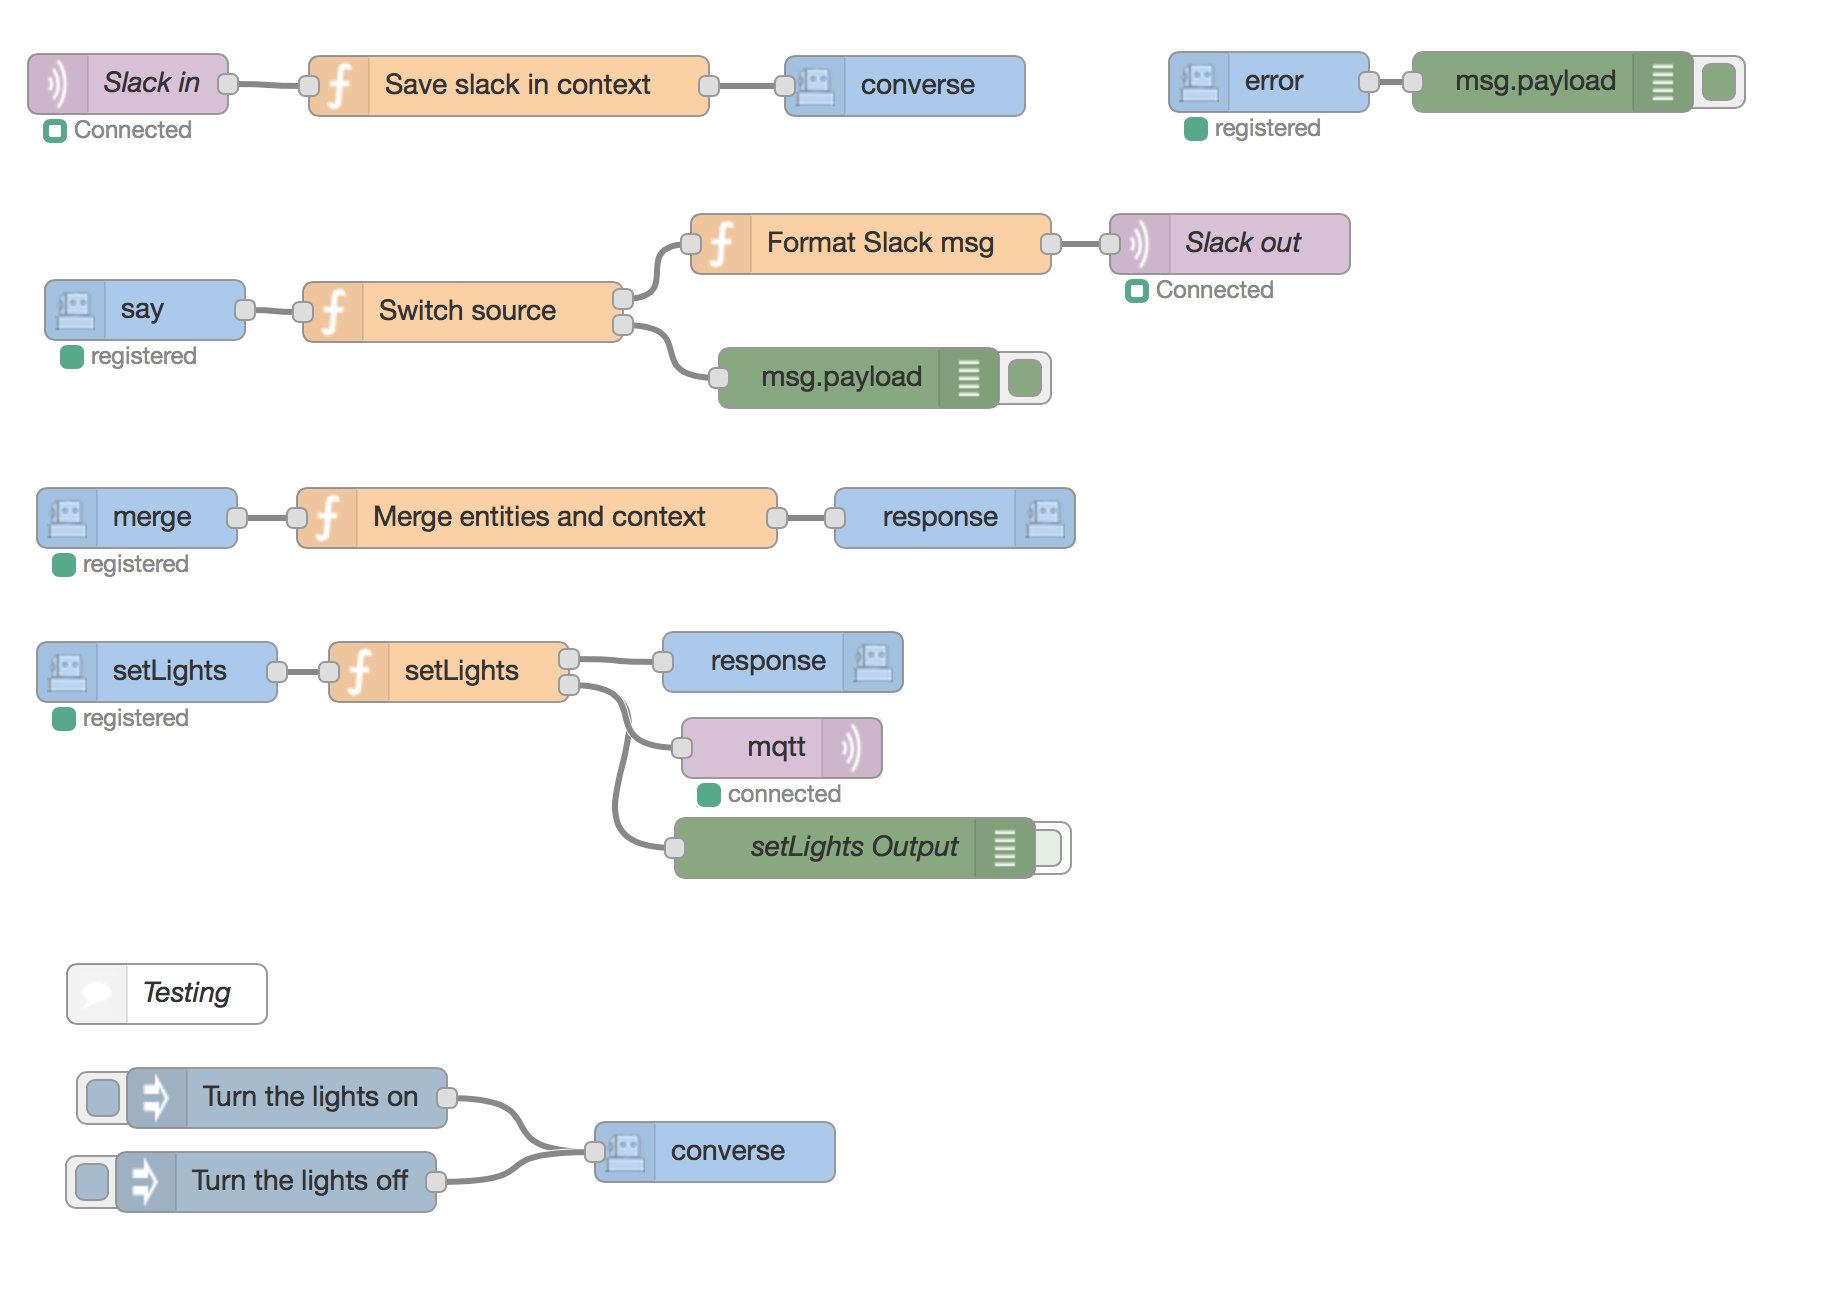 Slack in
Save slack in context
converse
error
msg.payload
Connected
registered
Format Slack msg
Slack out
Connected
say
Switch source
registered
msg.payload
merge
Merge entities and context
response
registered
setLights
setLights
response
registered
mqtt
connected
setLights Output
Testing
Turn the lights on
converse
Turn the lights off